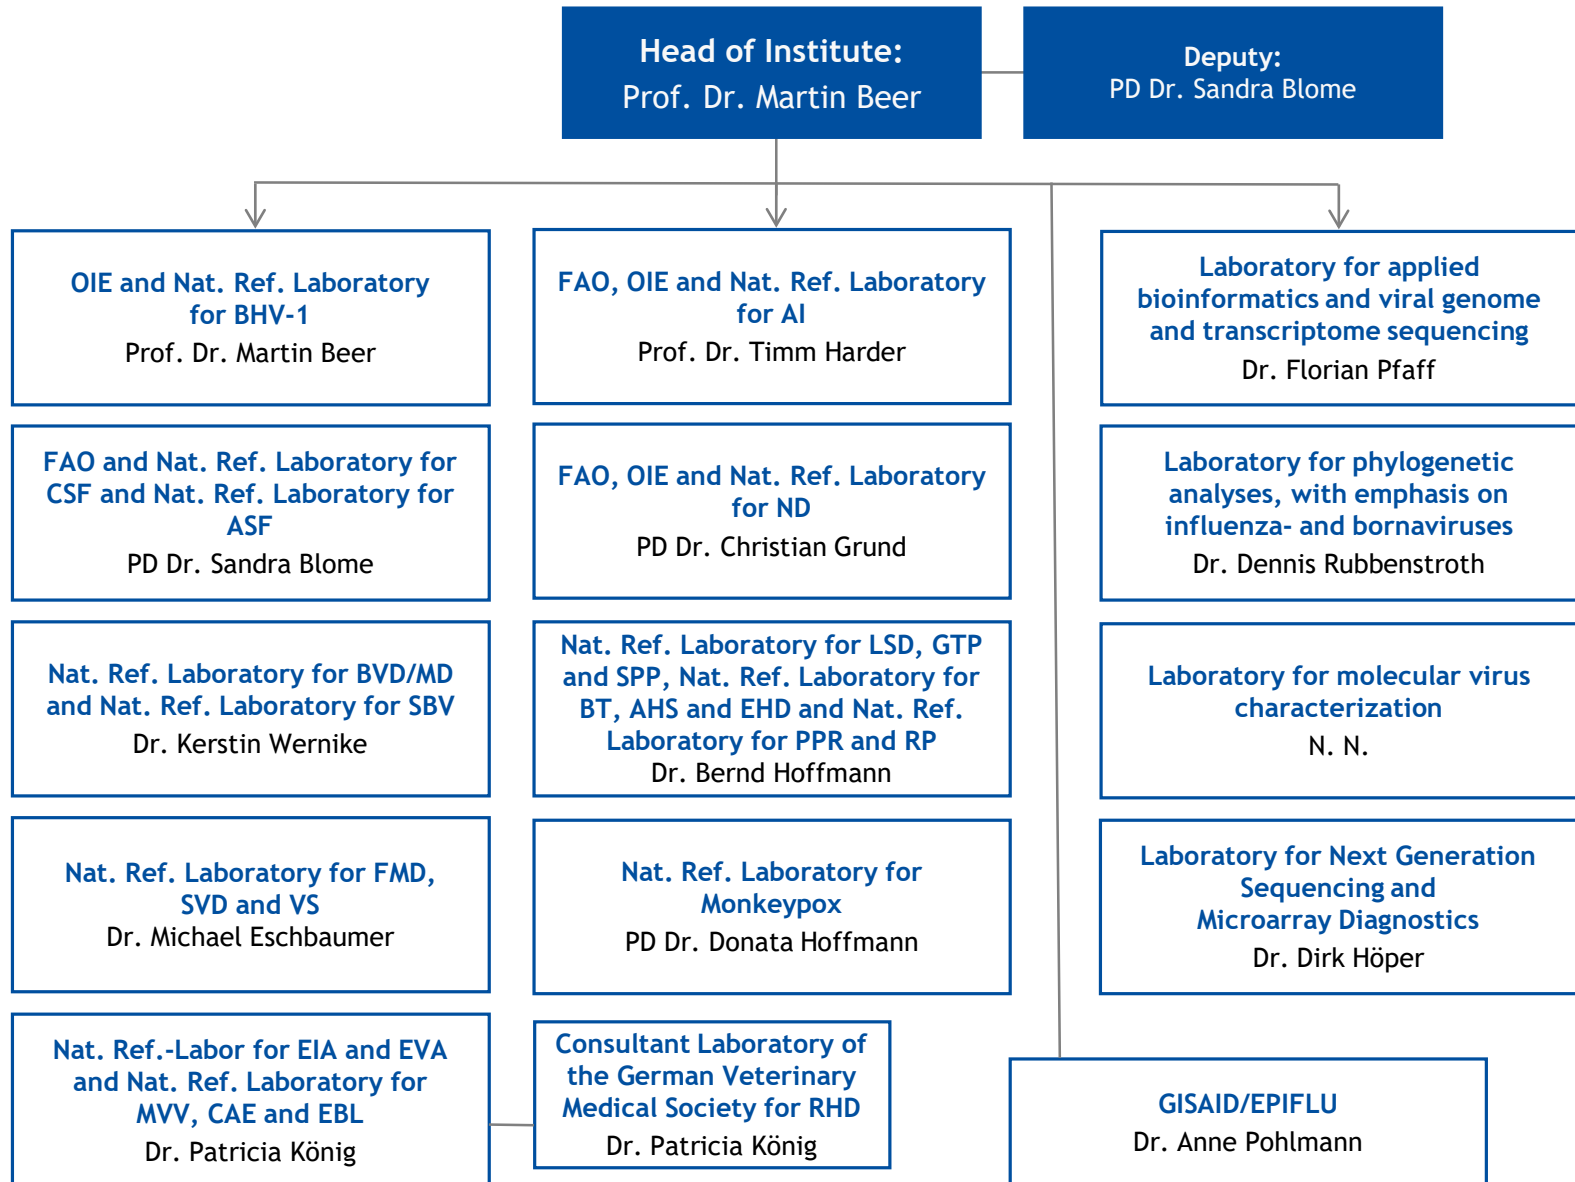 Head of Institute:
Prof. Dr. Martin Beer
Deputy:
PD Dr. Sandra Blome
OIE and Nat. Ref. Laboratory
for BHV-1
Prof. Dr. Martin Beer
FAO and Nat. Ref. Laboratory for
CSF and Nat. Ref. Laboratory for
ASF
PD Dr. Sandra Blome
Nat. Ref. Laboratory for BVD/MD
and Nat. Ref. Laboratory for SBV
Dr. Kerstin Wernike
Nat. Ref. Laboratory for FMD,
SVD and VS
Dr. Michael Eschbaumer
Nat. Ref.-Labor for EIA and EVA
and Nat. Ref. Laboratory for
MVV, CAE and EBL
Dr. Patricia König
FAO, OIE and Nat. Ref. Laboratory
for AI
Prof. Dr. Timm Harder
FAO, OIE and Nat. Ref. Laboratory
for ND
PD Dr. Christian Grund
Nat. Ref. Laboratory for LSD, GTP
and SPP, Nat. Ref. Laboratory for
BT, AHS and EHD and Nat. Ref.
Laboratory for PPR and RP
Dr. Bernd Hoffmann
Nat. Ref. Laboratory for
Monkeypox
PD Dr. Donata Hoffmann
Consultant Laboratory of
the German Veterinary
Medical Society for RHD
Dr. Patricia König
Laboratory for applied
bioinformatics and viral genome
and transcriptome sequencing
Dr. Florian Pfaff
Laboratory for phylogenetic
analyses, with emphasis on
influenza- and bornaviruses
Dr. Dennis Rubbenstroth
Laboratory for molecular virus
characterization
N. N.
Laboratory for Next Generation
Sequencing and
Microarray Diagnostics
Dr. Dirk Höper
GISAID/EPIFLU
Dr. Anne Pohlmann